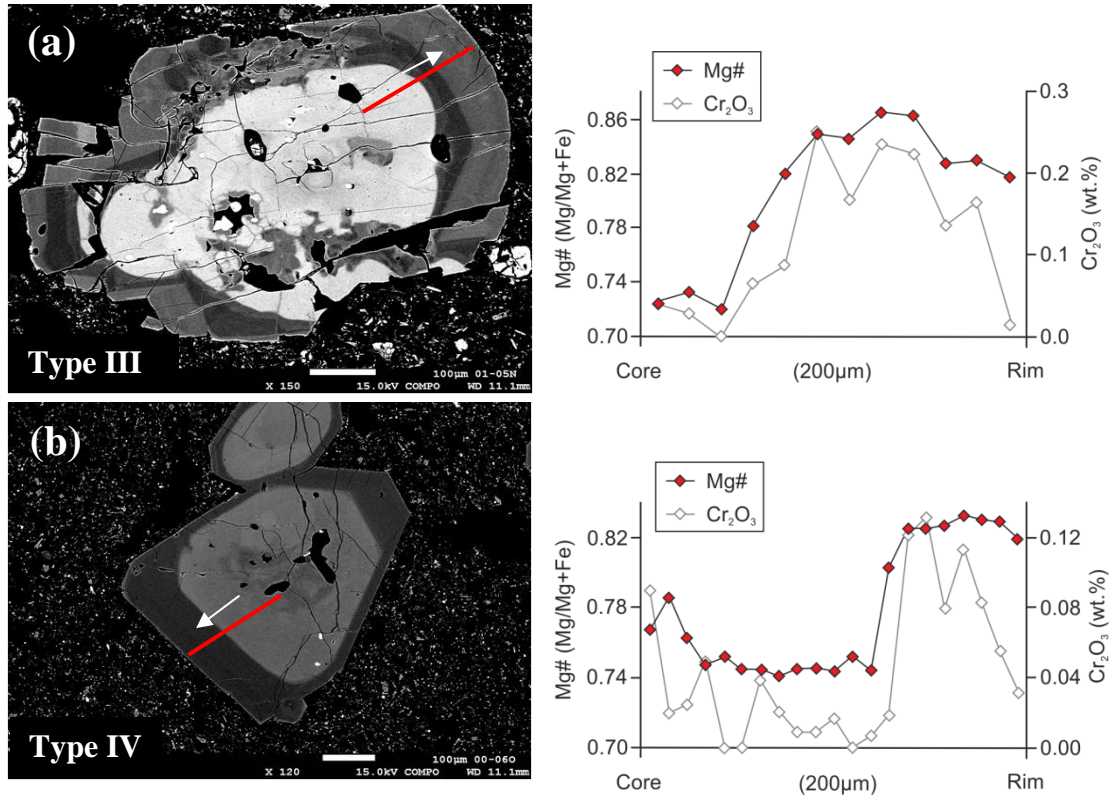 (a)
Type III
100μm 01-05N
X 150 15.0kV COMPO WD 11.1mm
Mg#
Cr₂O₃
Mg# (Mg/Mg+Fe)
0.86
0.82
0.78
0.74
0.70
Cr₂O₃ (wt.%)
0.3
0.2
0.1
0.0
Core (200μm) Rim
(b)
Type IV
100μm 00-06O
X 120 15.0kV COMPO WD 11.1mm
Mg#
Cr₂O₃
Mg# (Mg/Mg+Fe)
0.82
0.78
0.74
0.70
Cr₂O₃ (wt.%)
0.12
0.08
0.04
0.00
Core (200μm) Rim